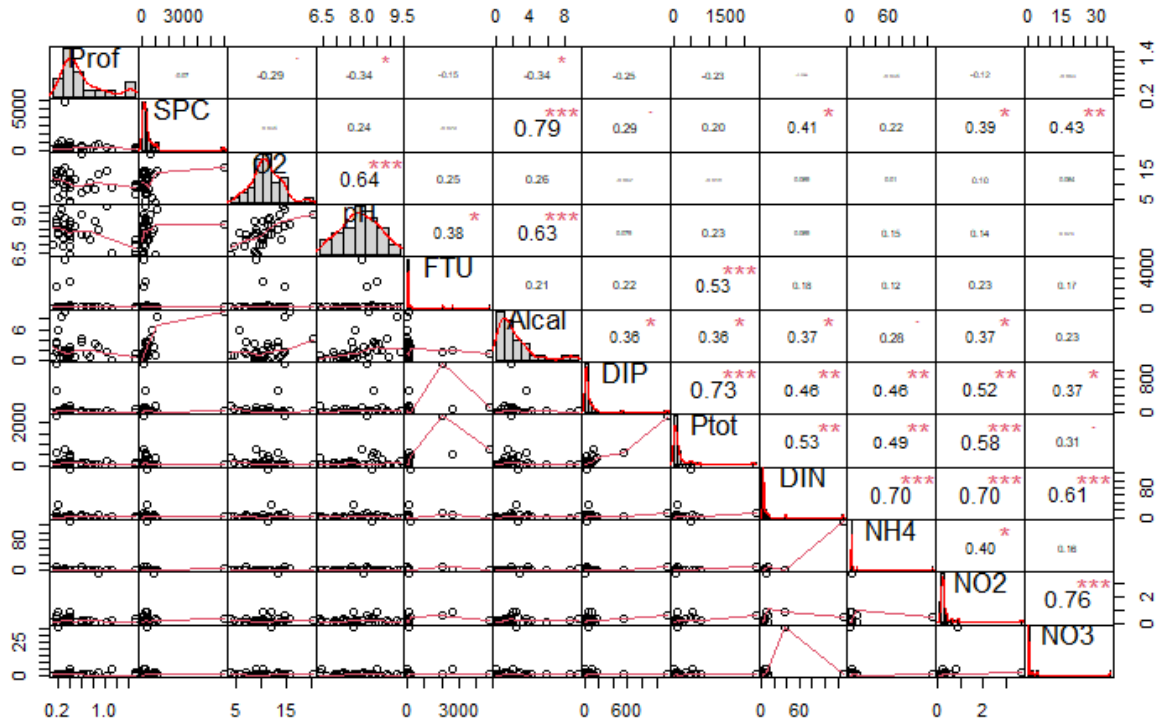 0 3000 6.5 8.0 9.5 0 4 8 0 1500 0 60 0 15 30
Prof 0.07 -0.29 . -0.34 * -0.15 -0.34 * -0.25 -0.23 -0.12 0.2 1.4
0 5000 SPC 0.24 0.79 *** 0.29 . 0.20 0.41 * 0.22 0.39 * 0.43 **
O2 0.64 *** 0.25 0.26 0.10 5 15
6.5 9.0 pH 0.38 * 0.63 *** 0.23 0.15 0.14
FTU 0.21 0.22 0.53 *** 0.18 0.12 0.23 0.17 0 4000
0 6 Alcal 0.36 * 0.36 * 0.37 * 0.28 . 0.37 * 0.23
DIP 0.73 *** 0.46 ** 0.46 ** 0.52 ** 0.37 * 0 800
0 2000 Ptot 0.53 ** 0.49 ** 0.58 *** 0.31 .
DIN 0.70 *** 0.70 *** 0.61 *** 0 80
0 80 NH4 0.40 * 0.16
NO2 0.76 *** 0 2
0 25 NO3
0.2 1.0 5 15 0 3000 0 600 0 60 0 2